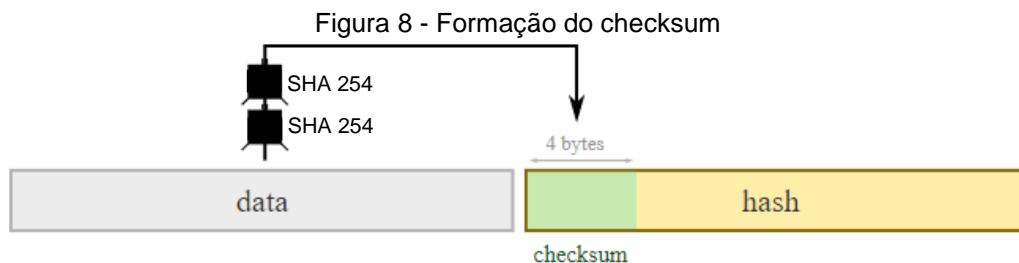 Figura 8 - Formação do checksum
SHA 254
SHA 254
4 bytes
data
hash
checksum